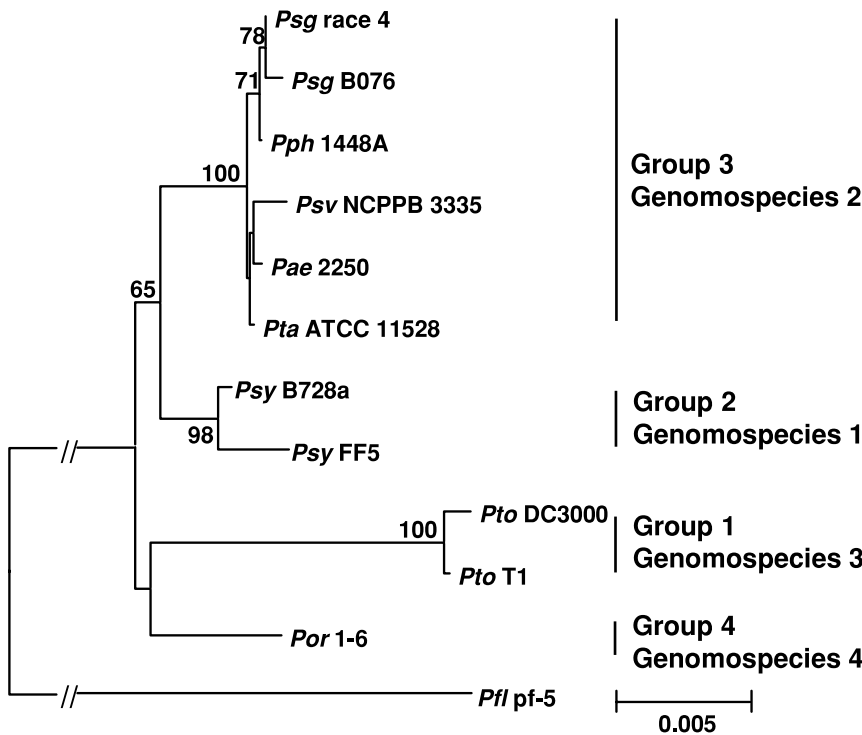 Psg race 4
78
Psg B076
71
Pph 1448A
100
Psv NCPPB 3335
Pae 2250
Pta ATCC 11528
Group 3
Genomospecies 2
65
Psy B728a
98
Psy FF5
Group 2
Genomospecies 1
Pto DC3000
100
Pto T1
Group 1
Genomospecies 3
Por 1-6
Group 4
Genomospecies 4
//
//
Pfl pf-5
0.005